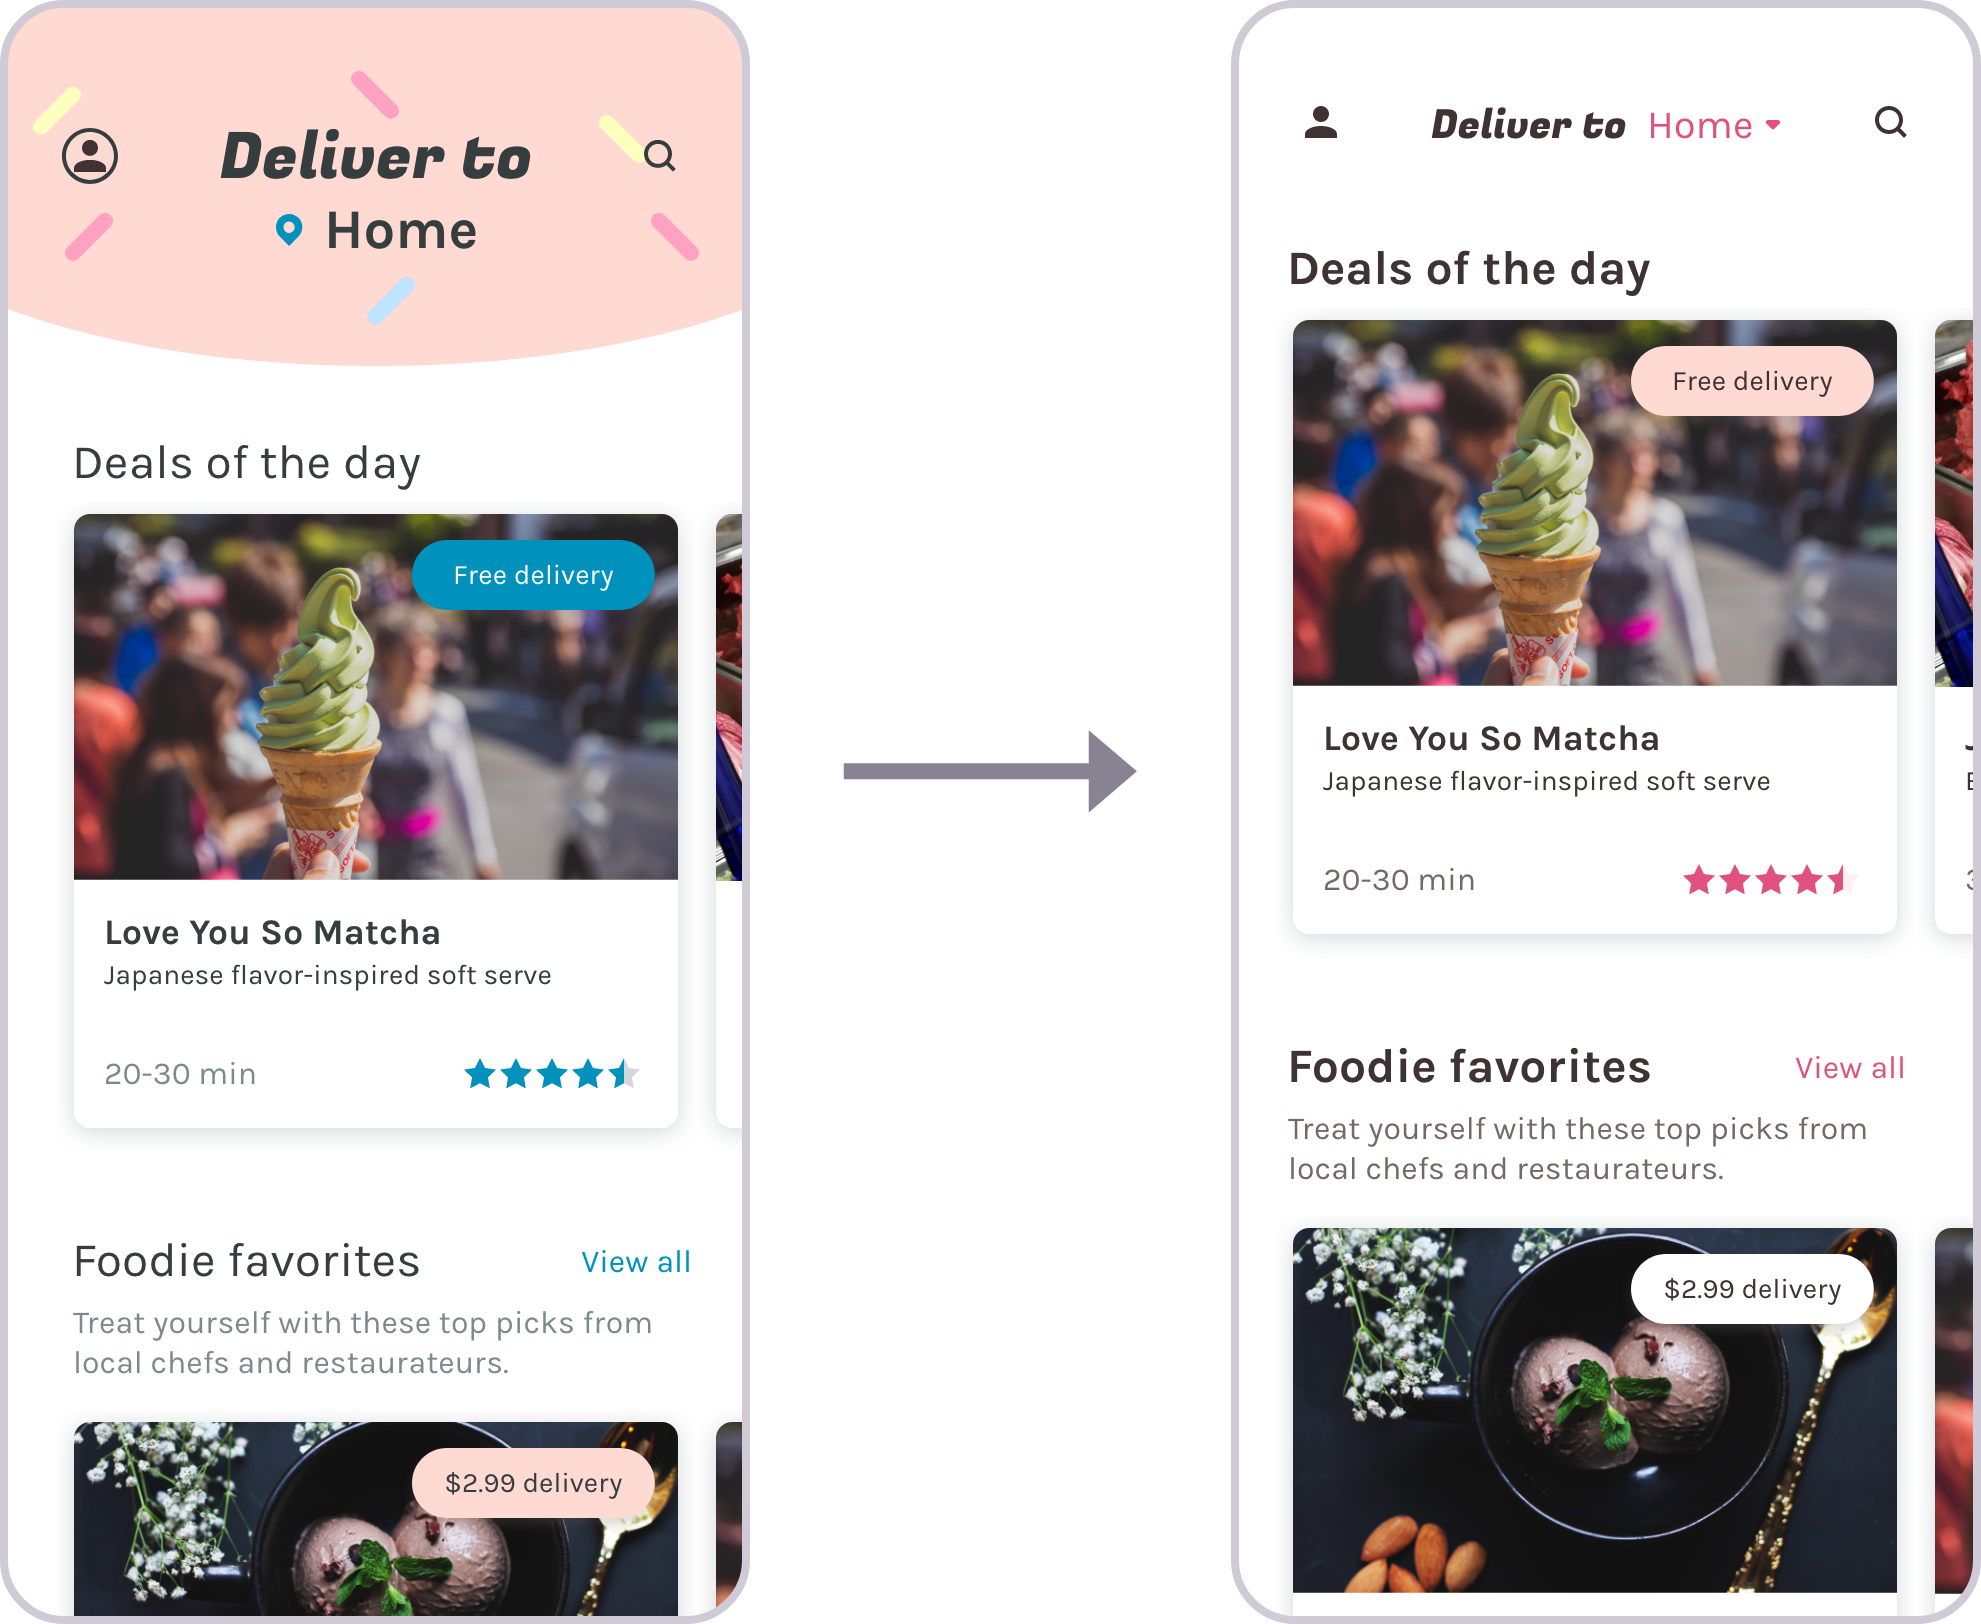 Deliver to
Home
Deals of the day
Free delivery
Love You So Matcha
Japanese flavor-inspired soft serve
20-30 min
Foodie favorites
View all
Treat yourself with these top picks from
local chefs and restaurateurs.
$2.99 delivery
Deliver to Home
Deals of the day
Free delivery
Love You So Matcha
Japanese flavor-inspired soft serve
20-30 min
Foodie favorites
View all
Treat yourself with these top picks from
local chefs and restaurateurs.
$2.99 delivery